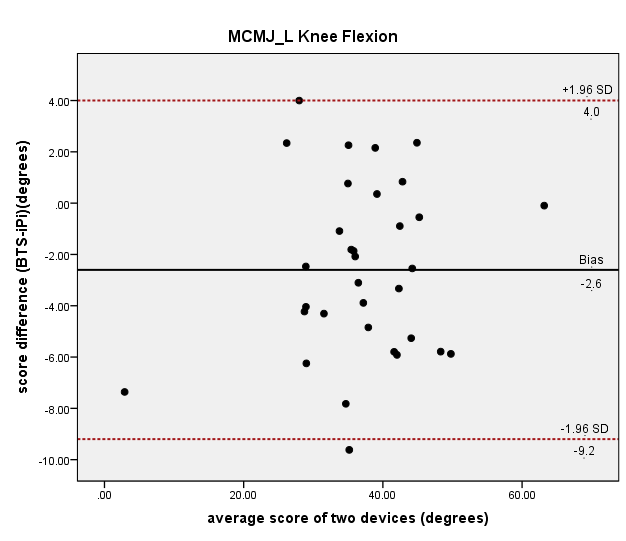 MCMJ_L Knee Flexion
+1.96 SD
4.0
Bias
-2.6
-1.96 SD
-9.2
4.00
2.00
.00
-2.00
-4.00
-6.00
-8.00
-10.00
score difference (BTS-iPi)(degrees)
.00 20.00 40.00 60.00
average score of two devices (degrees)